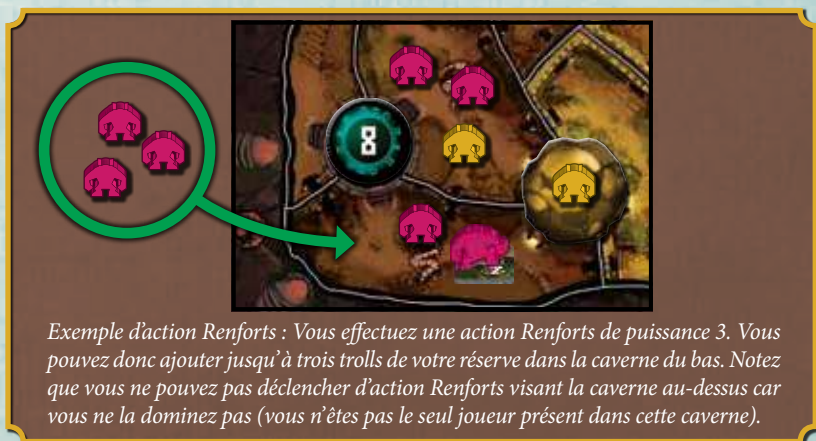 Exemple d'action Renforts : Vous effectuez une action Renforts de puissance 3. Vous
pouvez donc ajouter jusqu'à trois trolls de votre réserve dans la caverne du bas. Notez
que vous ne pouvez pas déclencher d'action Renforts visant la caverne au-dessus car
vous ne la dominez pas (vous n'êtes pas le seul joueur présent dans cette caverne).